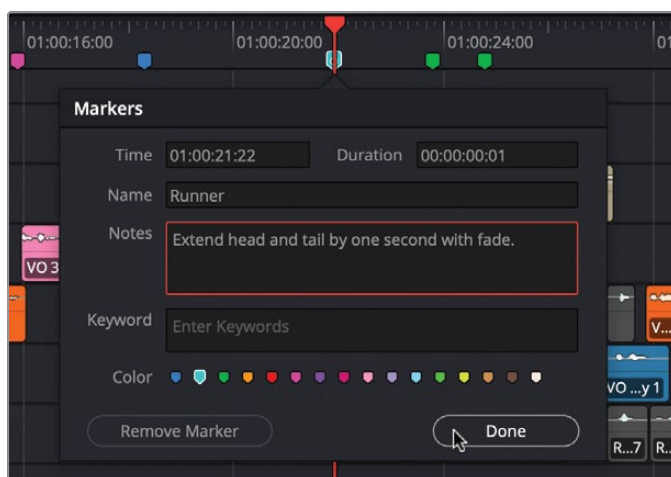 01:00:16:00 01:00:20:00 01:00:24:00 01
Markers
Time 01:00:21:22 Duration 00:00:00:01
Name Runner
Notes Extend head and tail by one second with fade.
VO 3
Keyword Enter Keywords
V...
Color
VO ...y 1
Remove Marker Done
R...7 R...